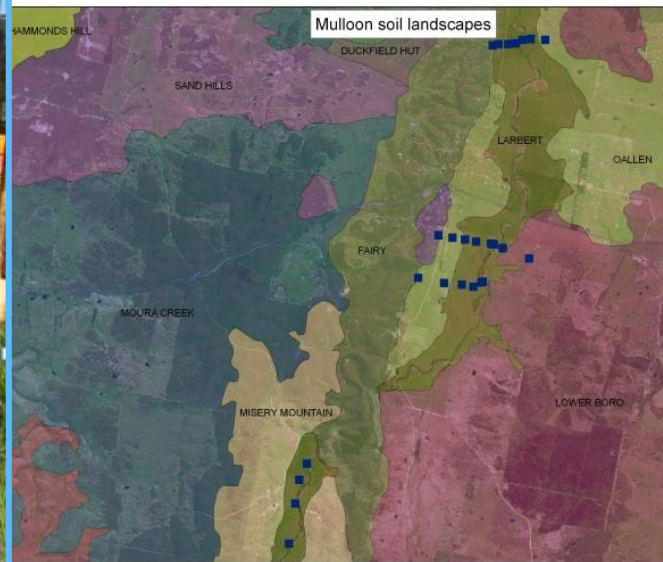 Mulloon soil landscapes
HAMMONDS HILL
DUCKFIELD HUT
SAND HILLS
LARBERT
OALLEN
FAIRY
MOURA CREEK
LOWER BORO
MISERY MOUNTAIN